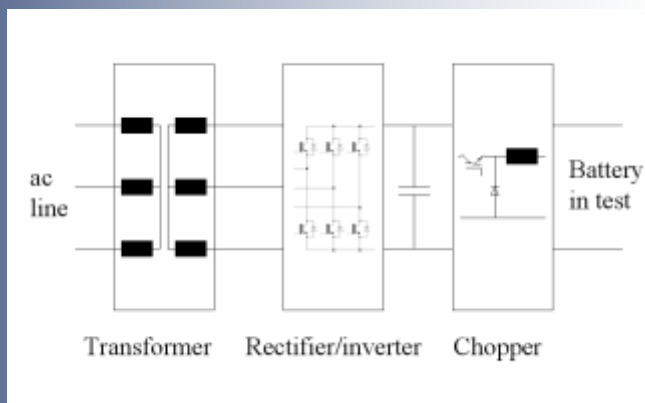 ac
line
Battery
in test
Transformer
Rectifier/inverter
Chopper